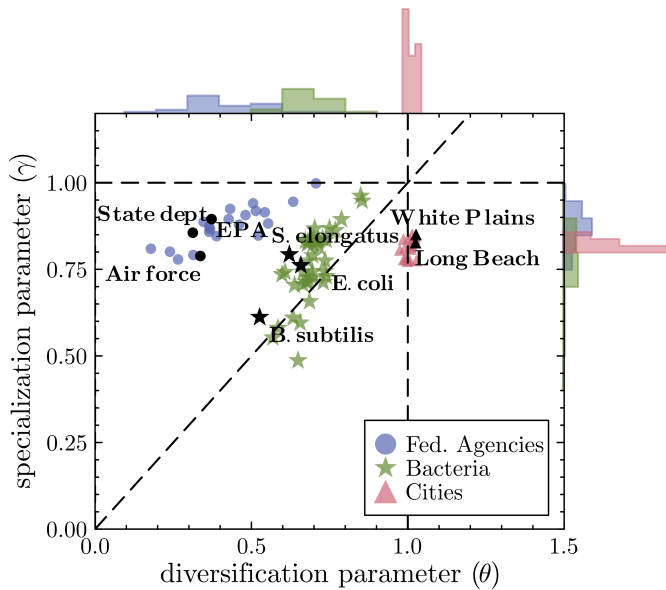 1.00
0.75
0.50
0.25
0.00
0.0
0.5
1.0
1.5
specialization parameter (γ)
diversification parameter (θ)
State dept.
EPA
Air force
S. elongatus
E. coli
B. subtilis
White Plains
Long Beach
Fed. Agencies
Bacteria
Cities